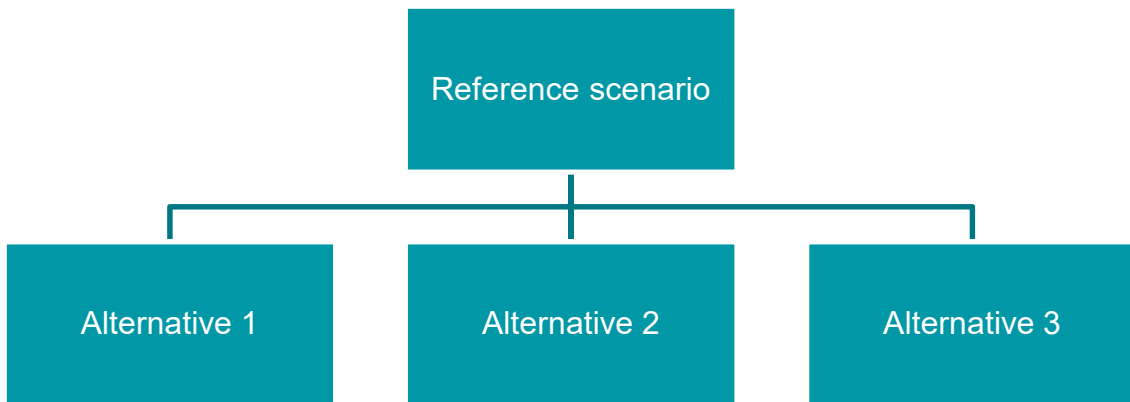 Reference scenario
Alternative 1
Alternative 2
Alternative 3